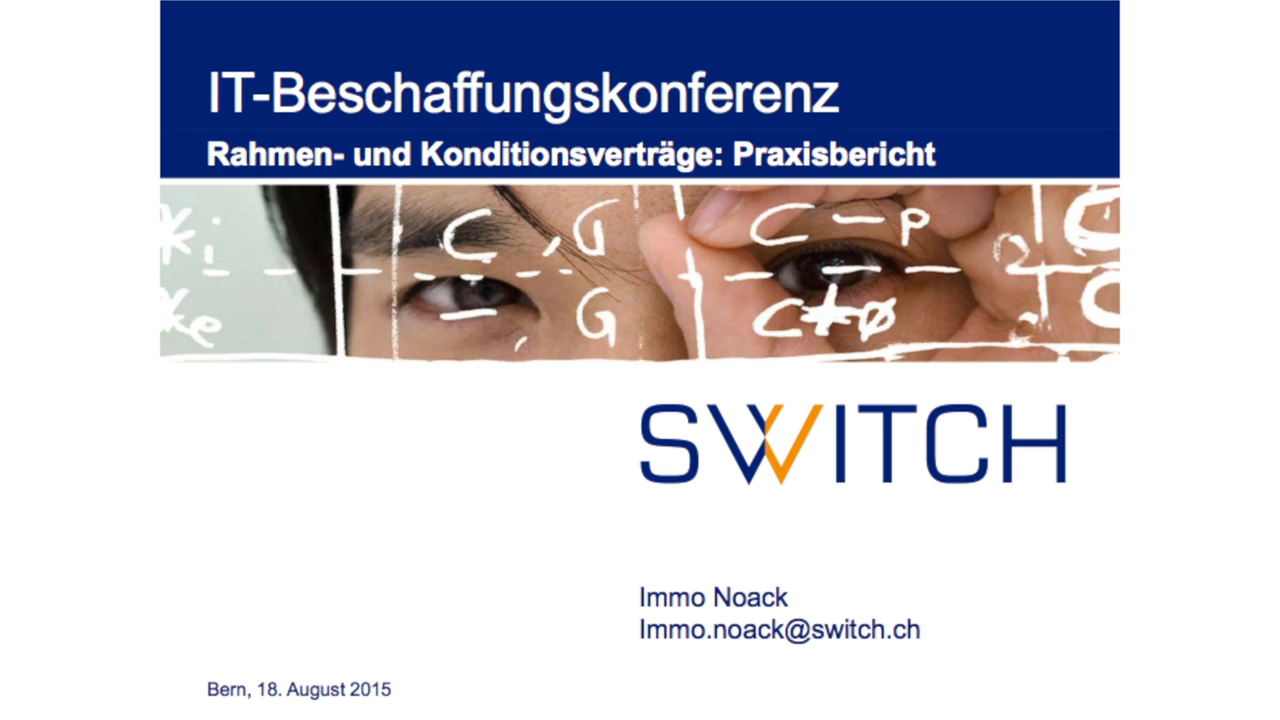 IT-Beschaffungskonferenz
Rahmen- und Konditionsverträge: Praxisbericht
*i C , G C - P
*e - , G C*ø
SWITCH
Immo Noack
Immo.noack@switch.ch
Bern, 18. August 2015